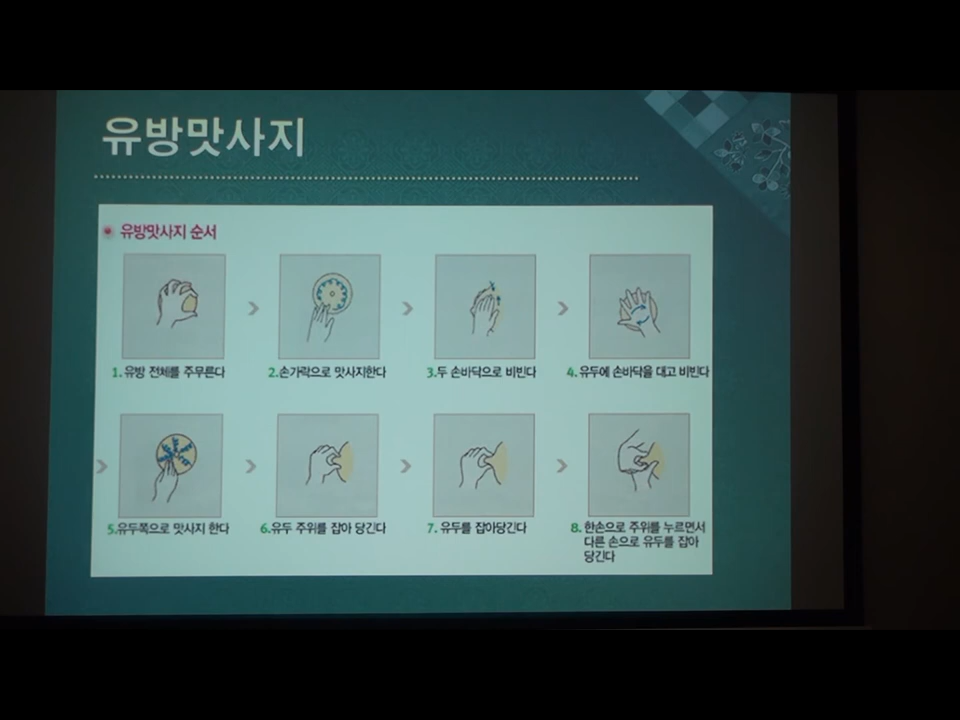 유방맛사지
유방맛사지 순서
1. 유방 전체를 주무른다
2.손가락으로 맛사지한다
3.두 손바닥으로 비빈다
4. 유두에 손바닥을 대고 비빈다
5.유두쪽으로 맛사지 한다
6.유두 주위를 잡아 당긴다
7. 유두를 잡아당긴다
8. 한손으로 주위를 누르면서
다른 손으로 유두를 잡아
당긴다